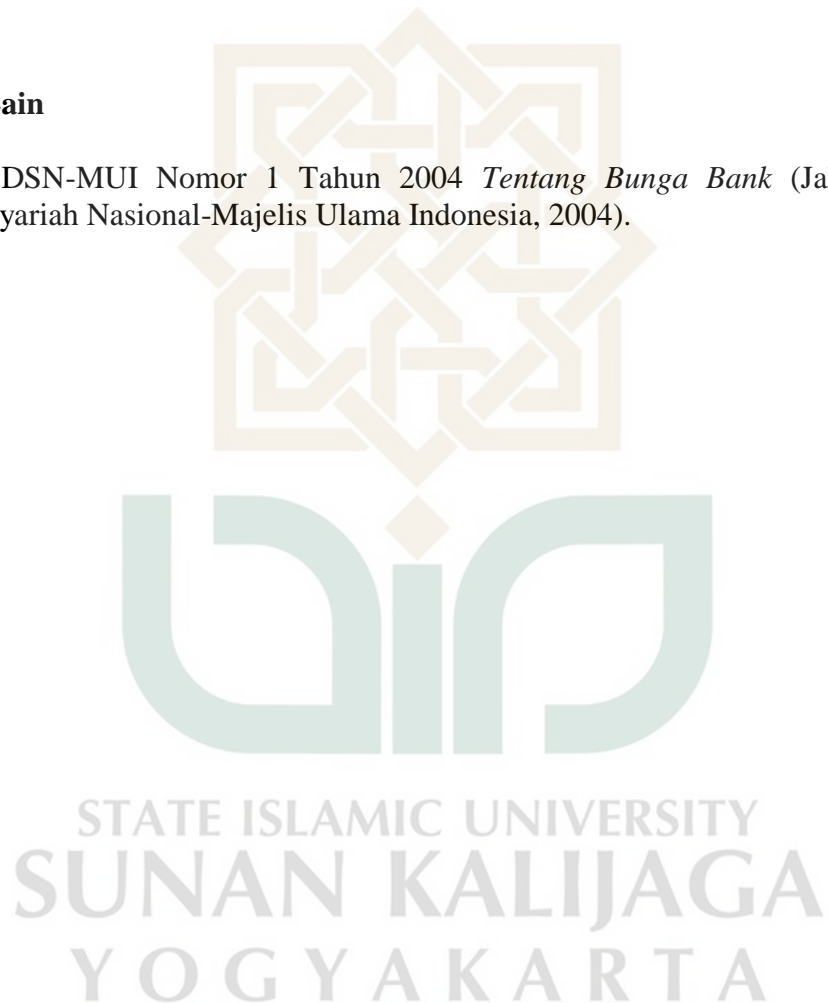 ain
DSN-MUI Nomor 1 Tahun 2004 Tentang Bunga Bank (Ja
yariah Nasional-Majelis Ulama Indonesia, 2004).
STATE ISLAMIC UNIVERSITY
SUNAN KALIJAGA
YOGYAKARTA